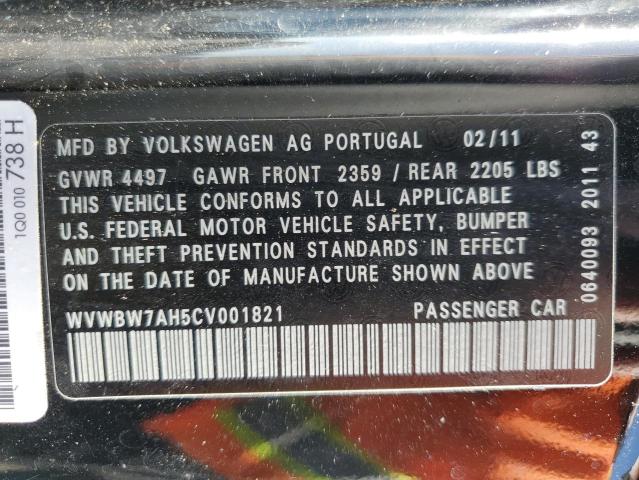 MFD BY VOLKSWAGEN AG PORTUGAL 02/11
GVWR 4497 GAWR FRONT 2359 / REAR 2205 LBS
THIS VEHICLE CONFORMS TO ALL APPLICABLE
U.S. FEDERAL MOTOR VEHICLE SAFETY, BUMPER
AND THEFT PREVENTION STANDARDS IN EFFECT
ON THE DATE OF MANUFACTURE SHOWN ABOVE
WVWBW7AH5CV001821 PASSENGER CAR
0640093 2011 43
1Q0 010 738 H